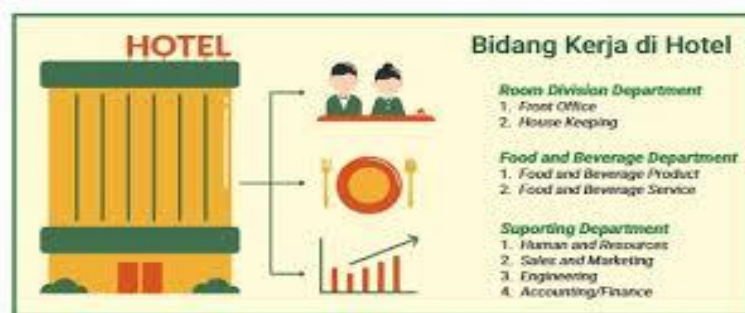 HOTEL
Bidang Kerja di Hotel
Room Division Department
1. Front Office
2. House Keeping
Food and Beverage Department
1. Food and Beverage Product
2. Food and Beverage Service
Suporting Department
1. Human and Resources
2. Sales and Marketing
3. Engineering
4. Accounting/Finance